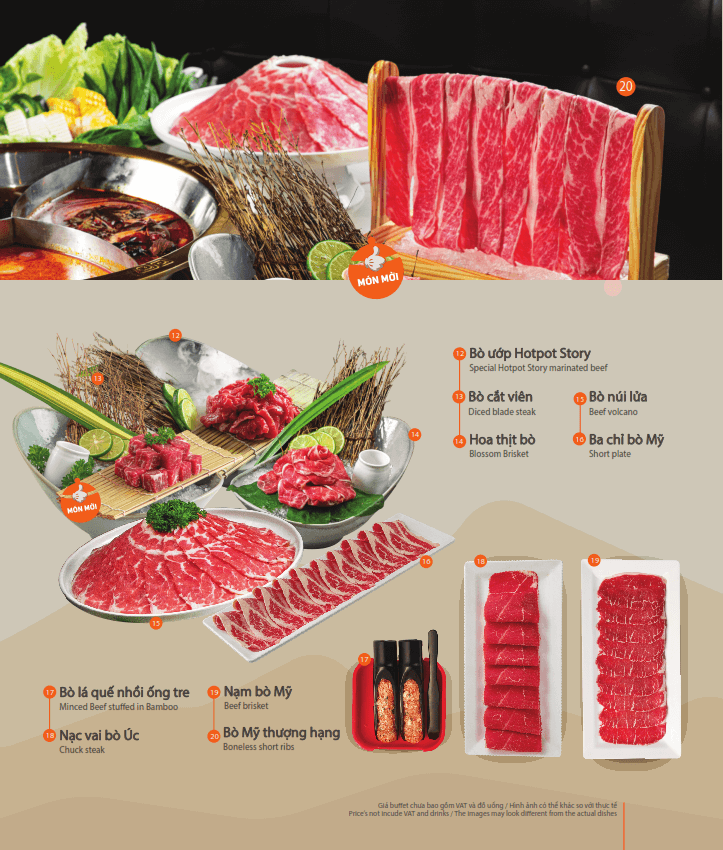 20
MÓN MỚI
12
13
14
MÓN MỚI
15
16
12 Bò ướp Hotpot Story
Special Hotpot Story marinated beef
13 Bò cắt viên
Diced blade steak
14 Hoa thịt bò
Blossom Brisket
15 Bò núi lửa
Beef volcano
16 Ba chỉ bò Mỹ
Short plate
17
18
19
17 Bò lá quế nhồi ống tre
Minced Beef stuffed in Bamboo
18 Nạc vai bò Úc
Chuck steak
19 Nạm bò Mỹ
Beef brisket
20 Bò Mỹ thượng hạng
Boneless short ribs
Giá buffet chưa bao gồm VAT và đồ uống / Hình ảnh có thể khác so với thực tế
Price's not incude VAT and drinks / The images may look different from the actual dishes